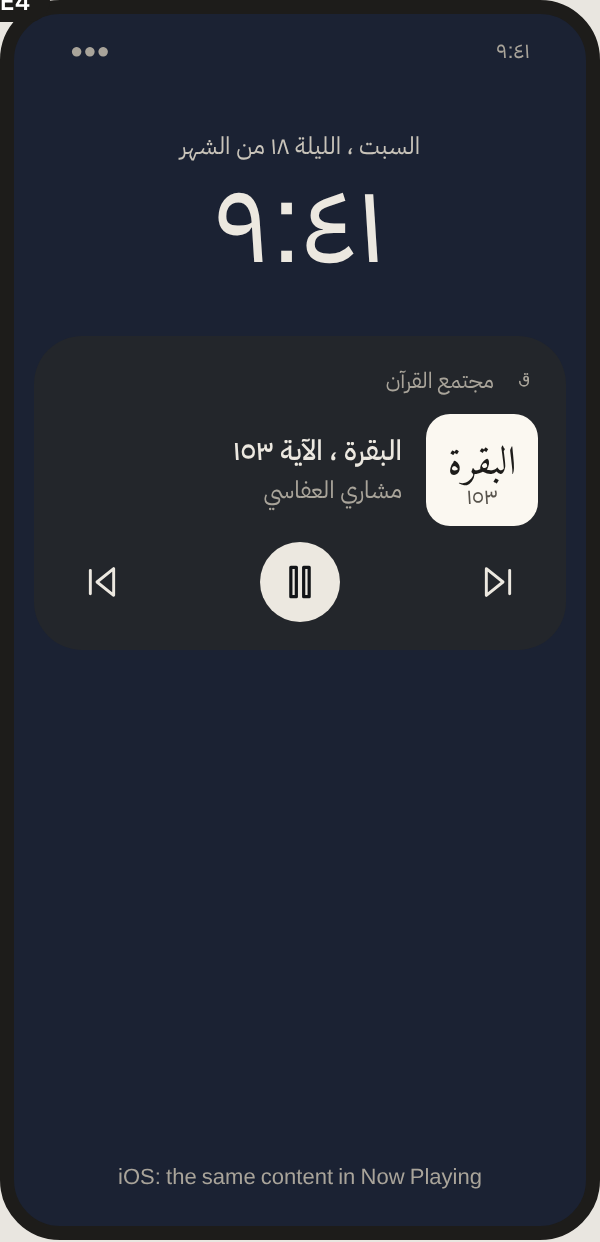 E4
٩:٤١
السبت ، الليلة ١٨ من الشهر
٩:٤١
ق مجتمع القرآن
البقرة
١٥٣
البقرة ، الآية ١٥٣
مشاري العفاسي
iOS: the same content in Now Playing